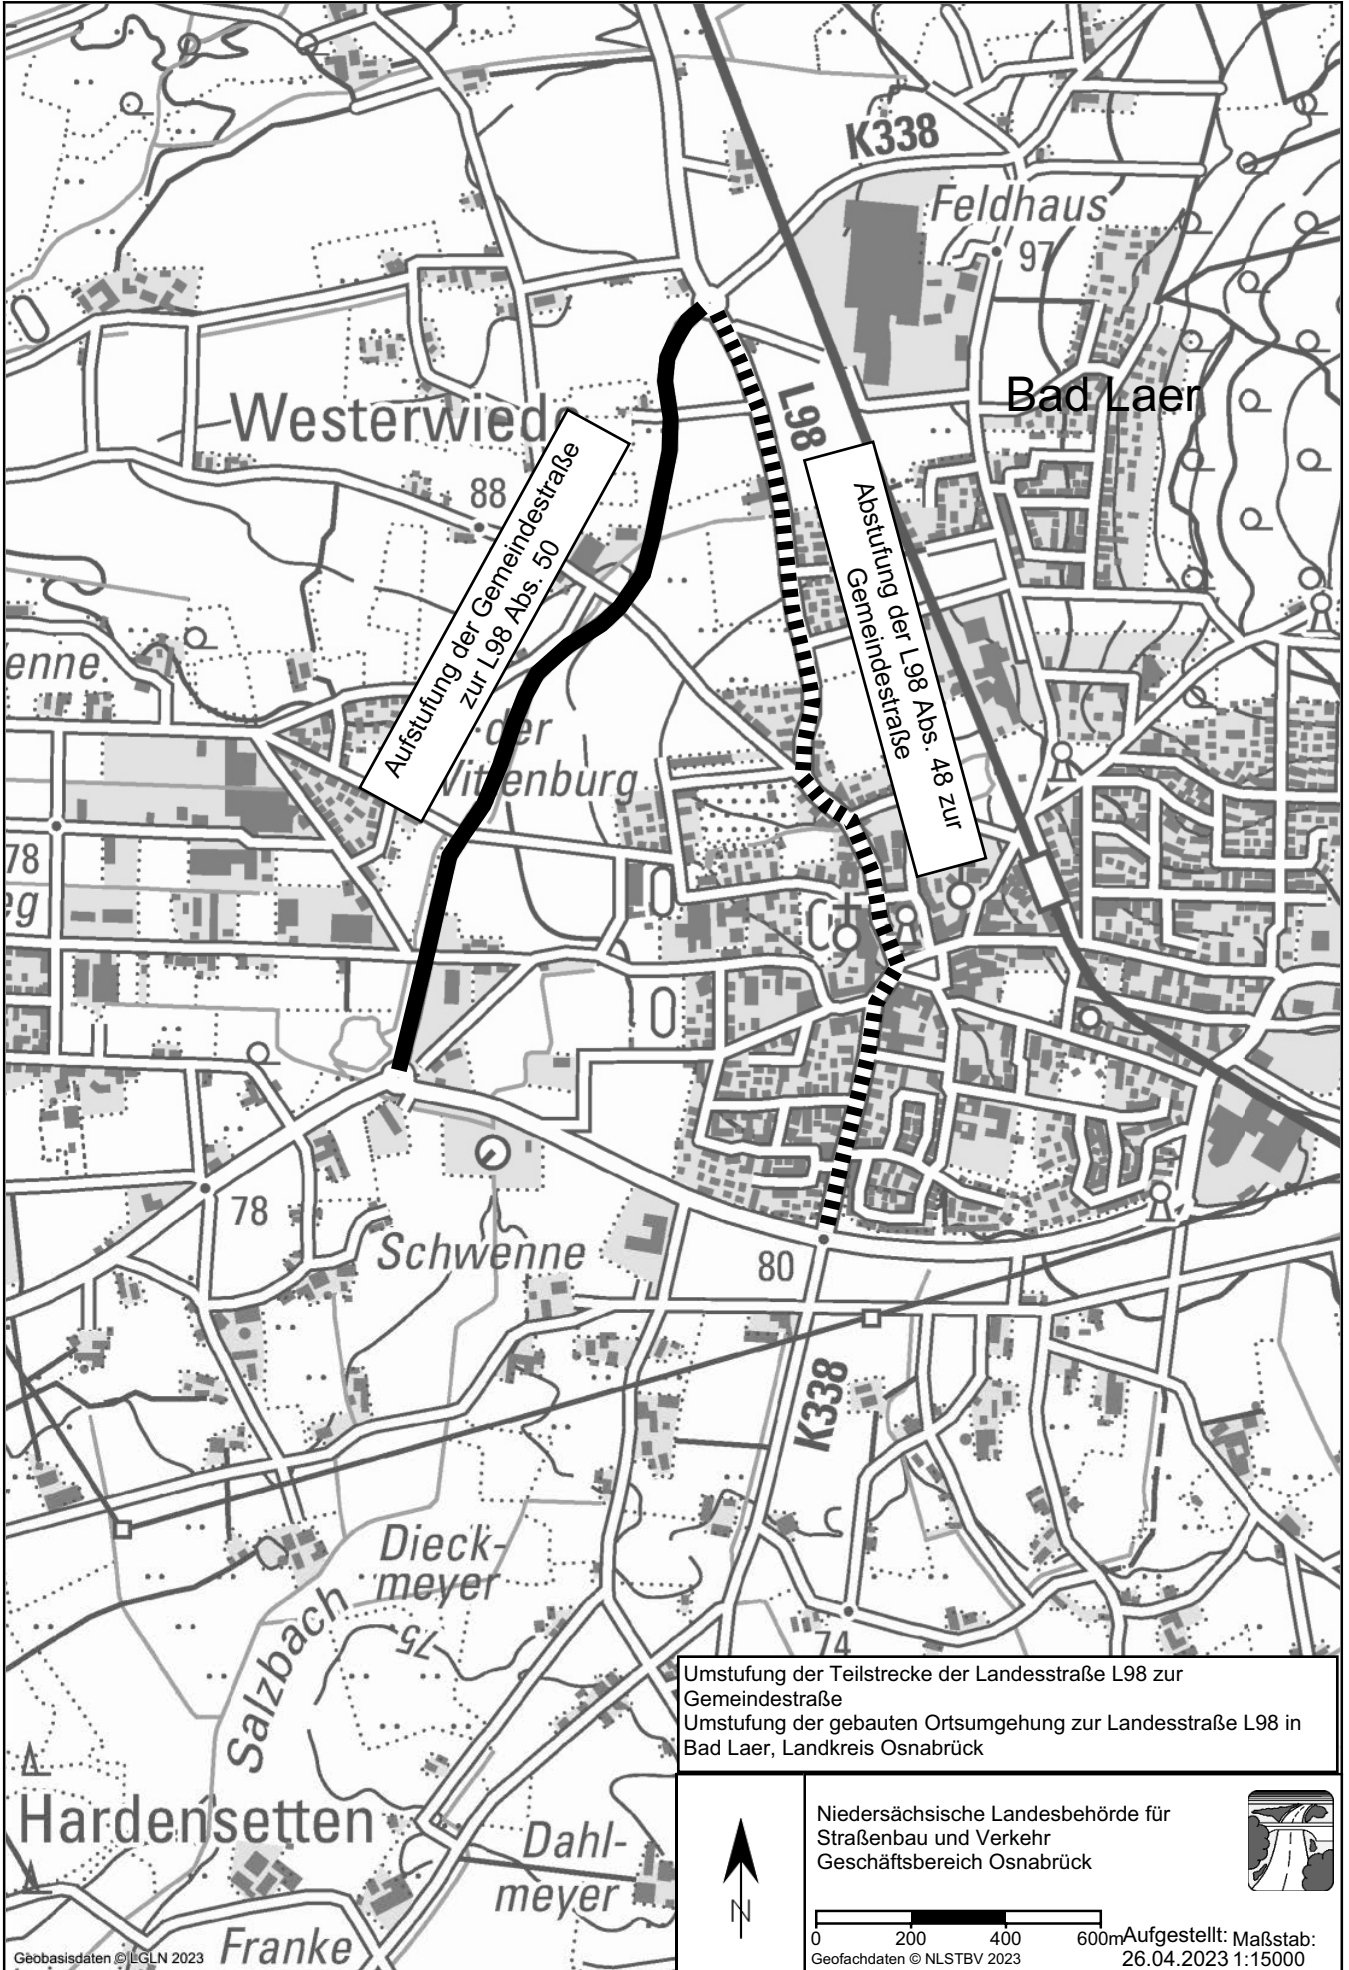 K338
Feldhaus
97
Bad Laer
L98
Westerwied
88
Aufstufung der Gemeindestraße
zur L98 Abs. 50
Abstufung der L98 Abs. 48 zur
Gemeindestraße
enne
der
Wittenburg
78
eg
78
Schwenne
80
K338
Dieck-
meyer
75
74
Salzbach
Hardensetten
Dahl-
meyer
Franke
Umstufung der Teilstrecke der Landesstraße L98 zur
Gemeindestraße
Umstufung der gebauten Ortsumgehung zur Landesstraße L98 in
Bad Laer, Landkreis Osnabrück
N
Niedersächsische Landesbehörde für
Straßenbau und Verkehr
Geschäftsbereich Osnabrück
0 200 400 600m
Geofachdaten © NLSTBV 2023
Aufgestellt:
26.04.2023
Maßstab:
1:15000
Geobasisdaten © LGLN 2023